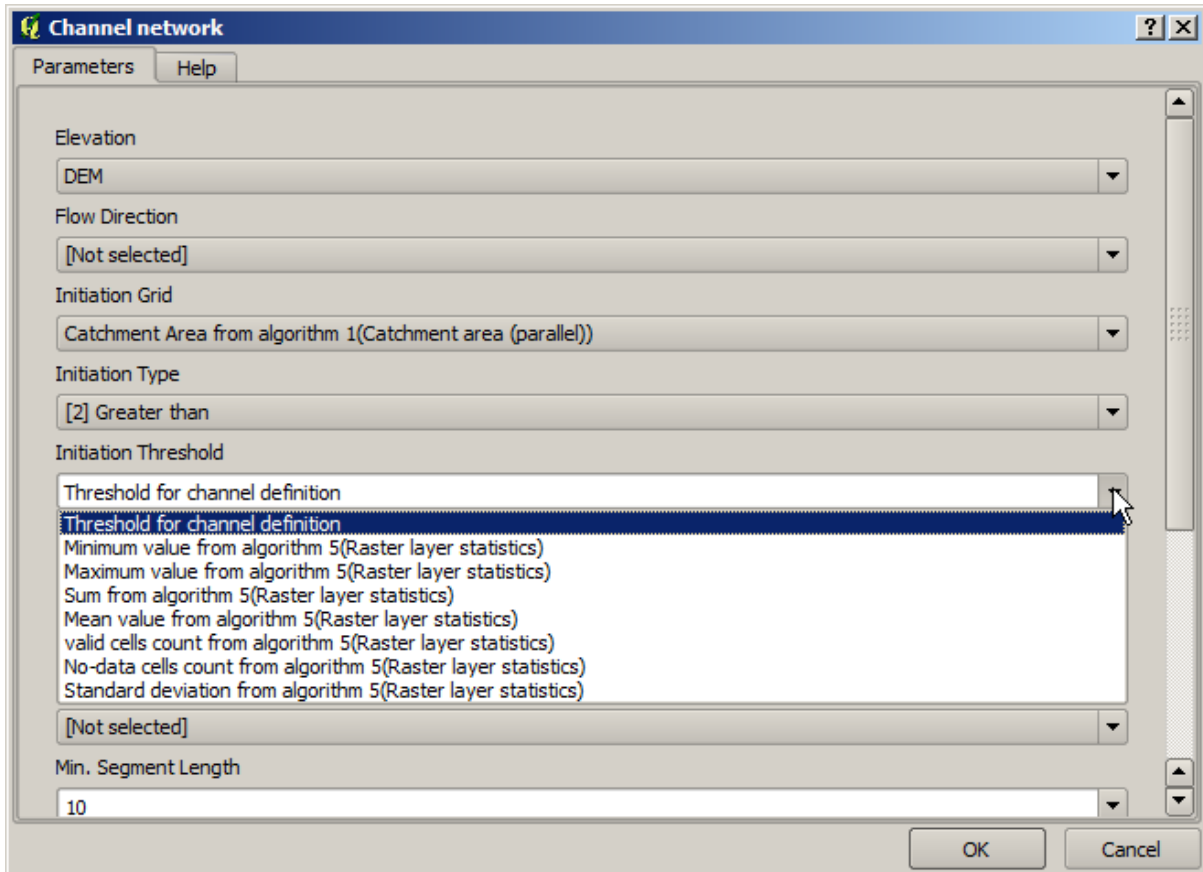 Channel network
Parameters
Help
Elevation
DEM
Flow Direction
[Not selected]
Initiation Grid
Catchment Area from algorithm 1(Catchment area (parallel))
Initiation Type
[2] Greater than
Initiation Threshold
Threshold for channel definition
Threshold for channel definition
Minimum value from algorithm 5(Raster layer statistics)
Maximum value from algorithm 5(Raster layer statistics)
Sum from algorithm 5(Raster layer statistics)
Mean value from algorithm 5(Raster layer statistics)
valid cells count from algorithm 5(Raster layer statistics)
No-data cells count from algorithm 5(Raster layer statistics)
Standard deviation from algorithm 5(Raster layer statistics)
[Not selected]
Min. Segment Length
10
OK
Cancel